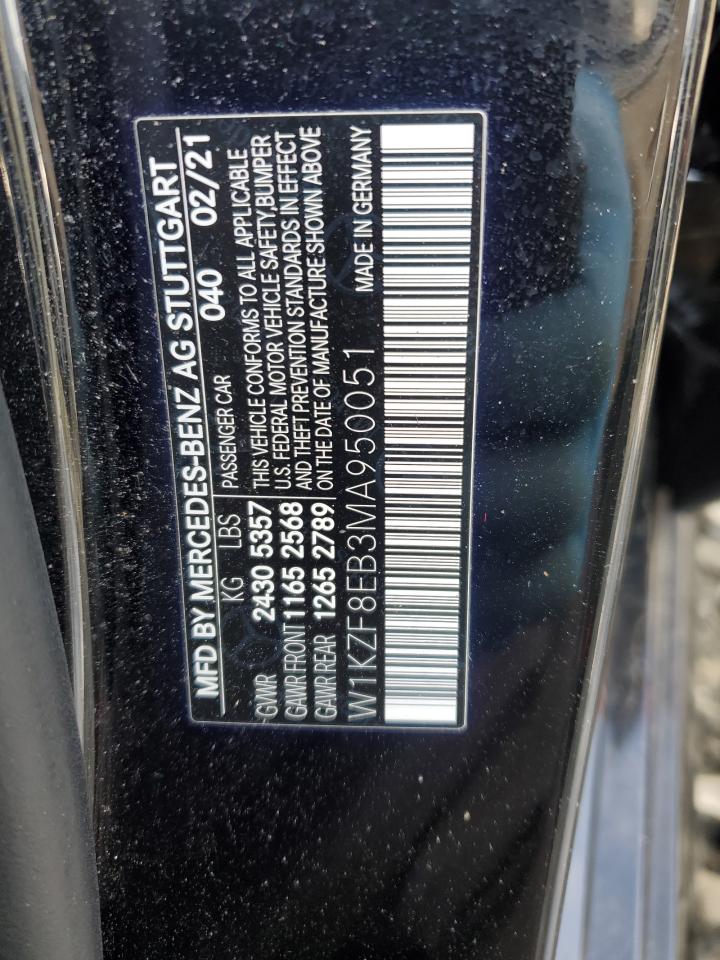 MFD BY MERCEDES-BENZ AG STUTTGART
040 02/21
KG LBS PASSENGER CAR
GWMR 2430 5357 THIS VEHICLE CONFORMS TO ALL APPLICABLE
GAWR FRONT 1165 2568 U.S. FEDERAL MOTOR VEHICLE SAFETY, BUMPER
GAWR REAR 1265 2789 AND THEFT PREVENTION STANDARDS IN EFFECT
ON THE DATE OF MANUFACTURE SHOWN ABOVE
W1KZF8EB3MA950051 MADE IN GERMANY